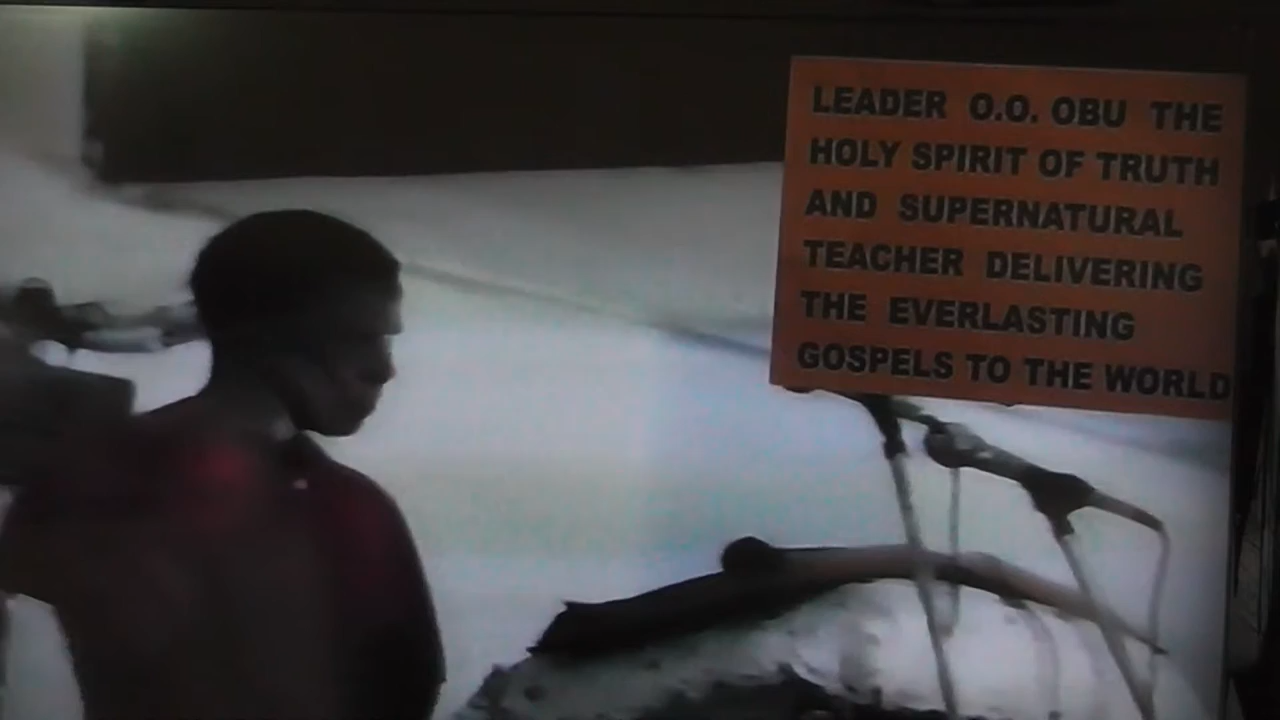 LEADER O.O. OBU THE
HOLY SPIRIT OF TRUTH
AND SUPERNATURAL
TEACHER DELIVERING
THE EVERLASTING
GOSPELS TO THE WORLD